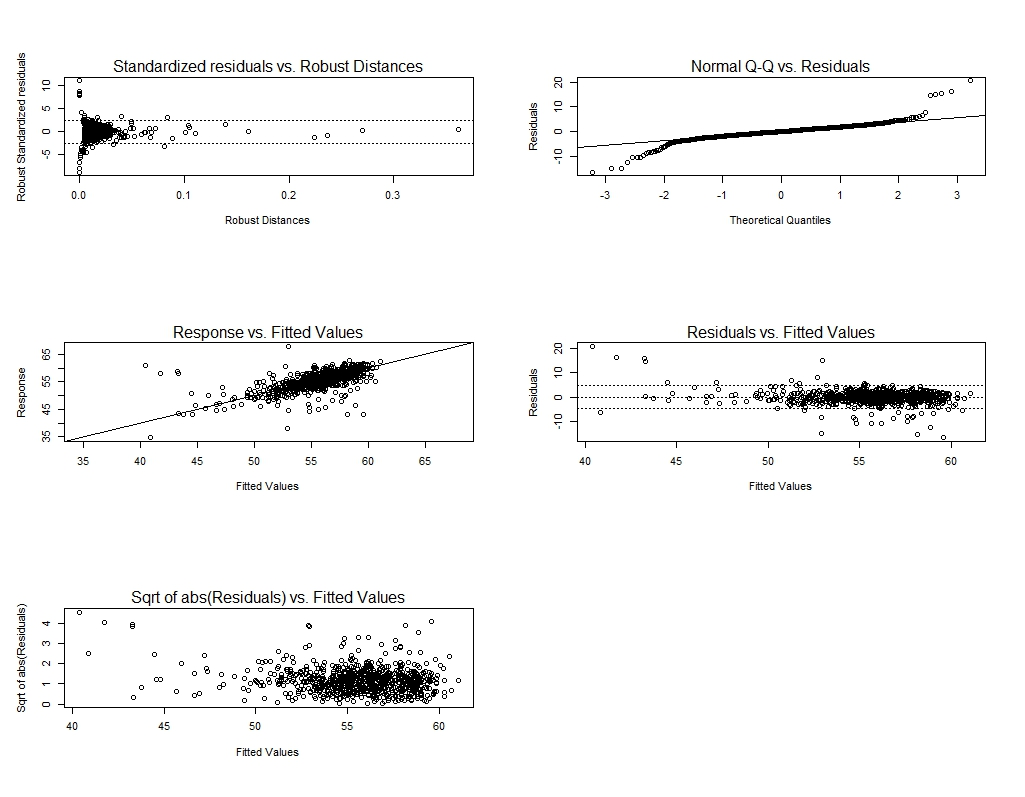 Standardized residuals vs. Robust Distances
Robust Standardized residuals
10
5
0
-5
0.0 0.1 0.2 0.3
Robust Distances
Normal Q-Q vs. Residuals
Residuals
20
10
0
-10
-3 -2 -1 0 1 2 3
Theoretical Quantiles
Response vs. Fitted Values
Response
65
55
45
35
35 40 45 50 55 60 65
Fitted Values
Residuals vs. Fitted Values
Residuals
20
10
0
-10
40 45 50 55 60
Fitted Values
Sqrt of abs(Residuals) vs. Fitted Values
Sqrt of abs(Residuals)
4
3
2
1
0
40 45 50 55 60
Fitted Values